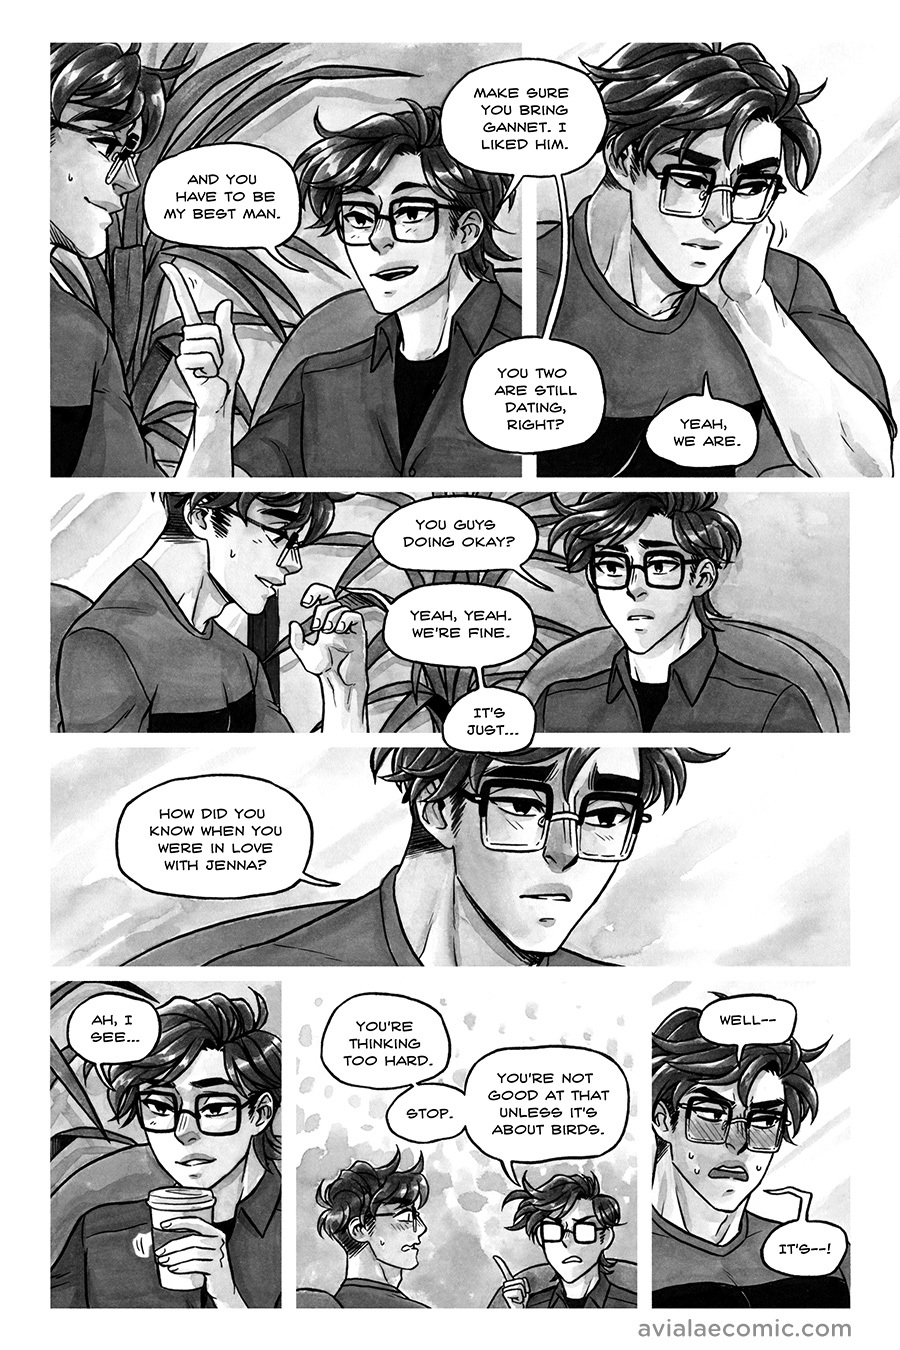 AND YOU
HAVE TO BE
MY BEST MAN.
MAKE SURE
YOU BRING
GANNET. I
LIKED HIM.
YOU TWO
ARE STILL
DATING,
RIGHT?
YEAH,
WE ARE.
YOU GUYS
DOING OKAY?
YEAH, YEAH.
WE'RE FINE.
IT'S
JUST...
HOW DID YOU
KNOW WHEN YOU
WERE IN LOVE
WITH JENNA?
AH, I
SEE...
YOU'RE
THINKING
TOO HARD.
STOP.
YOU'RE NOT
GOOD AT THAT
UNLESS IT'S
ABOUT BIRDS.
WELL--
IT'S--!
avialaecomic.com